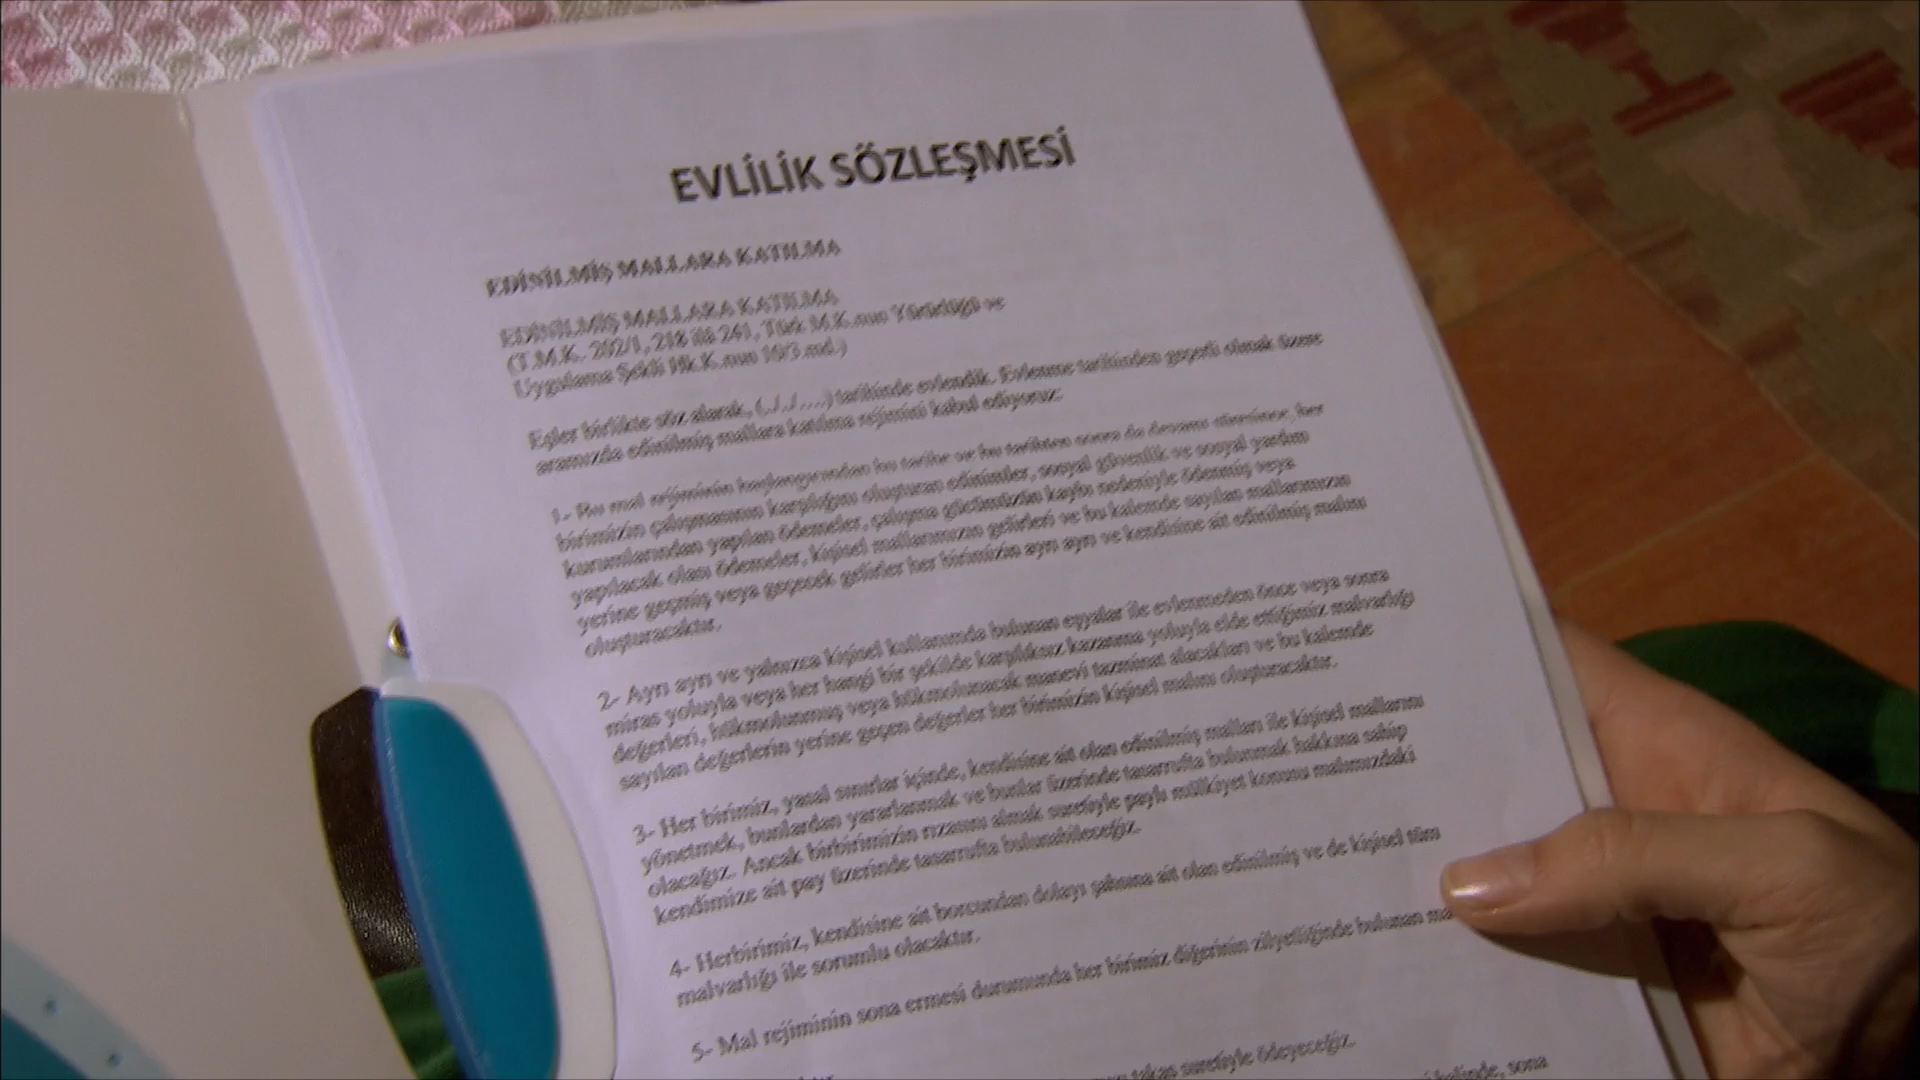 EVLİLİK SÖZLEŞMESİ
EDİNİLMİŞ MALLARA KATILMA
EDİNİLMİŞ MALLARA KATILMA
(T.M.K. 202/1, 218 ila 241, Türk M.K.nun Yürürlüğü ve
Uygulama Şekli Hk.K.nun 10/3 md.)
Eşler birlikte söz alarak, (../../....) tarihinde evlendik. Evlenme tarihinden geçerli olmak üzere
aramızda edinilmiş mallara katılma rejimini kabul ediyoruz.
1- Bu mal rejiminin başlangıcından bu tarihe ve bu tarihten sonra da devamı süresince, her
birimizin çalışmasının karşılığını oluşturan edinimler, sosyal güvenlik ve sosyal yardım
kurumlarından yapılan ödemeler, çalışma gücümüzün kaybı nedeniyle ödenmiş veya
yapılacak olan ödemeler, kişisel mallarımızın gelirleri ve bu kalemde sayılan mallarımızın
yerine geçmiş veya geçecek gelirler her birimizin ayrı ayrı ve kendisine ait edinilmiş malını
oluşturacaktır.
2- Ayrı ayrı ve yalnızca kişisel kullanımda bulunan eşyalar ile evlenmeden önce veya sonra
miras yoluyla veya her hangi bir şekilde karşılıksız kazanma yoluyla elde ettiğimiz malvarlığı
değerleri, hükmolunmuş veya hükmolunacak manevi tazminat alacakları ve bu kalemde
sayılan değerlerin yerine geçen değerler her birimizin kişisel malını oluşturacaktır.
3- Her birimiz, yasal sınırlar içinde, kendisine ait olan edinilmiş malları ile kişisel mallarını
yönetmek, bunlardan yararlanmak ve bunlar üzerinde tasarrufta bulunmak hakkına sahip
olacağız. Ancak birbirimizin rızasını almak suretiyle paylı mülkiyet konusu malımızdaki
kendimize ait pay üzerinde tasarrufta bulunabileceğiz.
4- Herbirimiz, kendisine ait borcundan dolayı şahsına ait olan edinilmiş ve de kişisel tüm
malvarlığı ile sorumlu olacaktır.
5- Mal rejiminin sona ermesi durumunda her birimiz diğerinin zilyetliğinde bulunan ma
takas suretiyle ödeyeceğiz.
halinde, sona